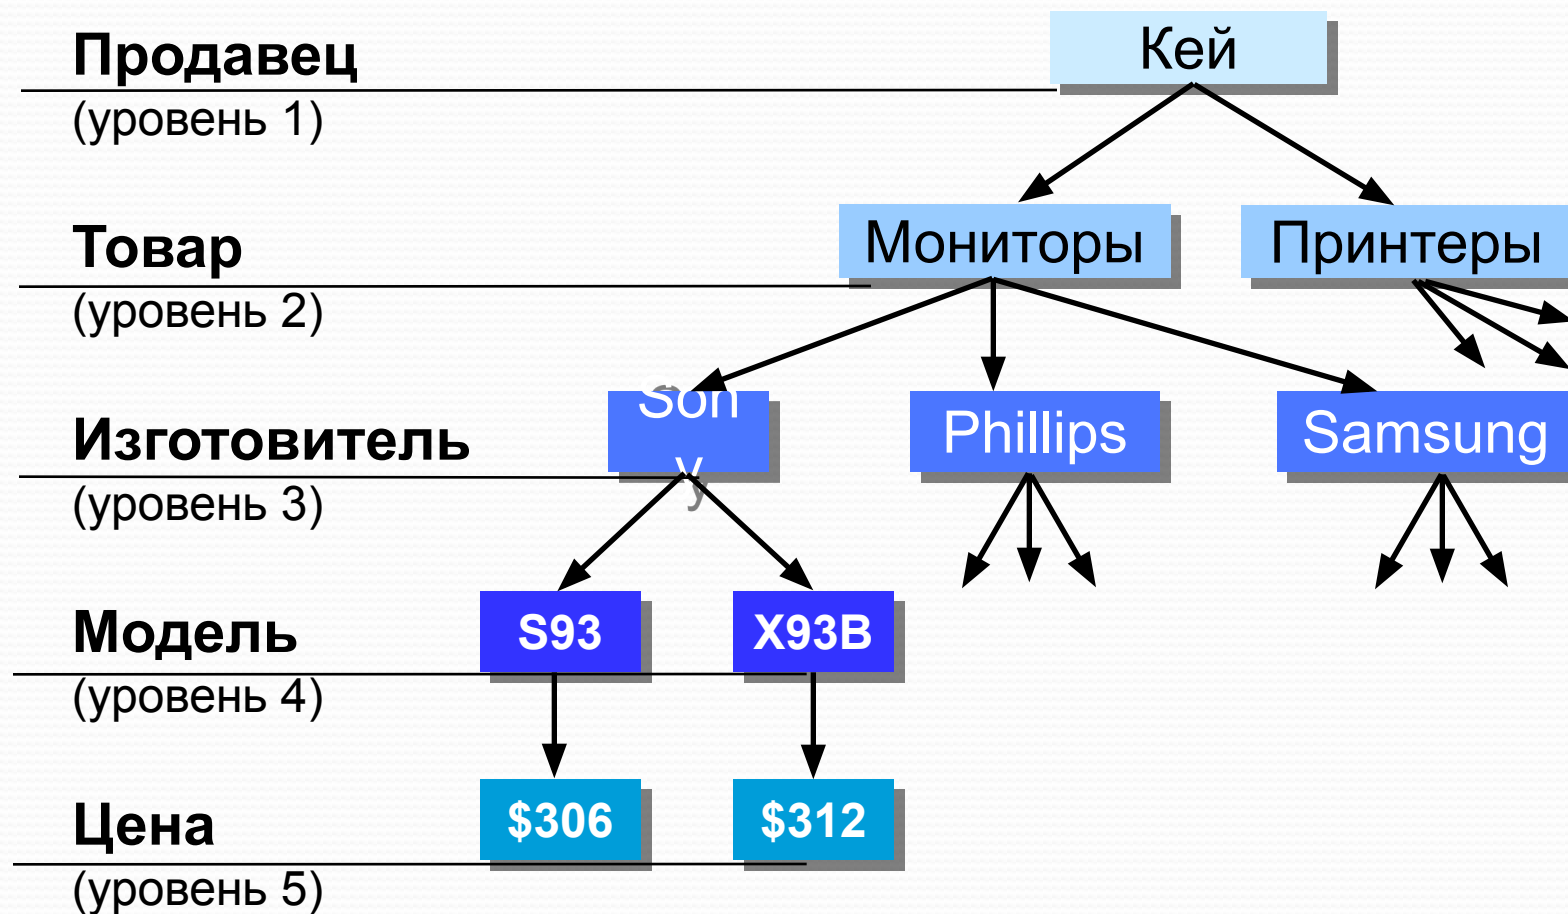 Продавец
Кей
(уровень 1)
Товар
Мониторы
Принтеры
(уровень 2)
Изготовитель
Son
y
Phillips
Samsung
(уровень 3)
Модель
S93
X93B
(уровень 4)
Цена
$306
$312
(уровень 5)